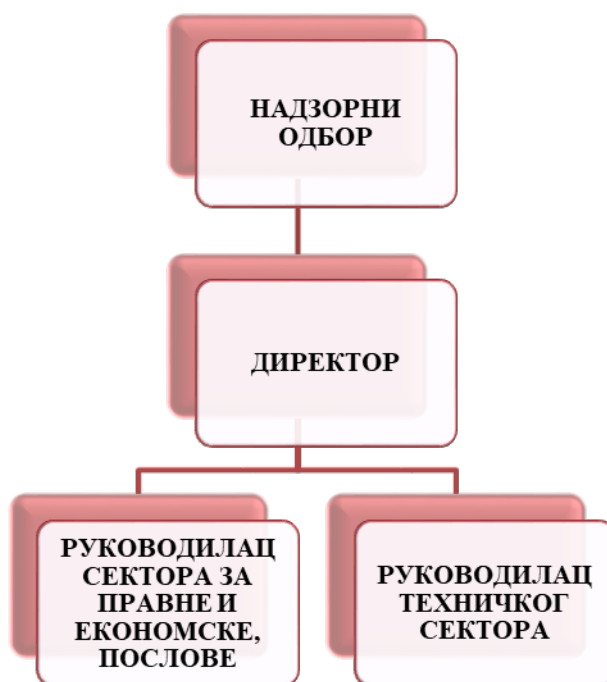 НАДЗОРНИ
ОДБОР
ДИРЕКТОР
РУКОВОДИЛАЦ
СЕКТОРА ЗА
ПРАВНЕ И
ЕКОНОМСКЕ,
ПОСЛОВЕ
РУКОВОДИЛАЦ
ТЕХНИЧКОГ
СЕКТОРА